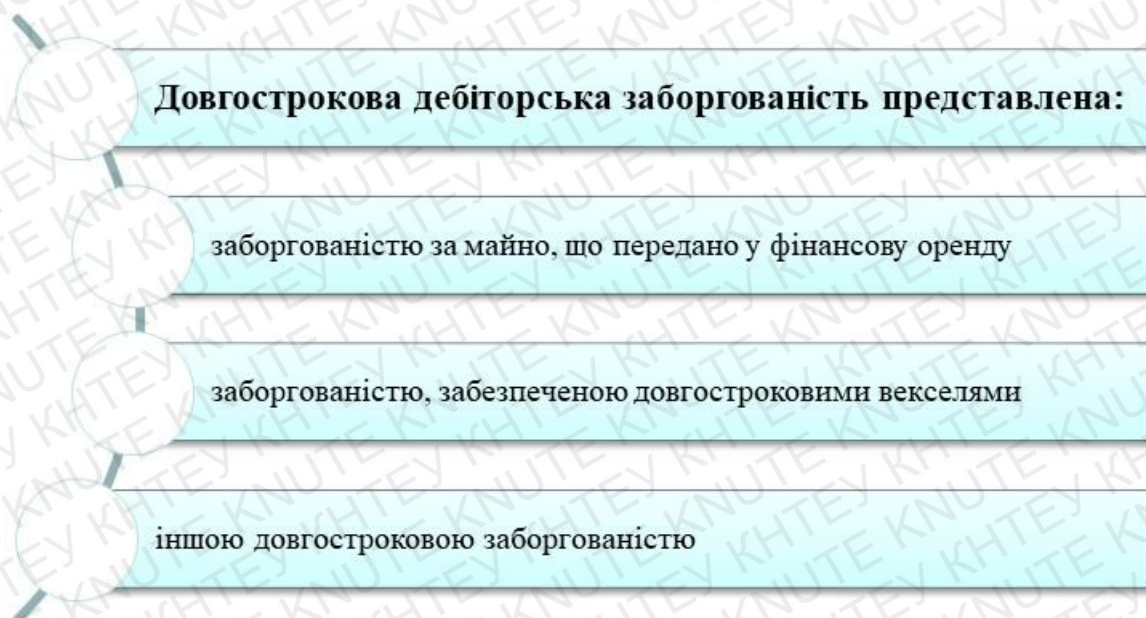 Довгострокова дебіторська заборгованість представлена:
заборгованістю за майно, що передано у фінансову оренду
заборгованістю, забезпеченою довгостроковими векселями
іншою довгостроковою заборгованістю